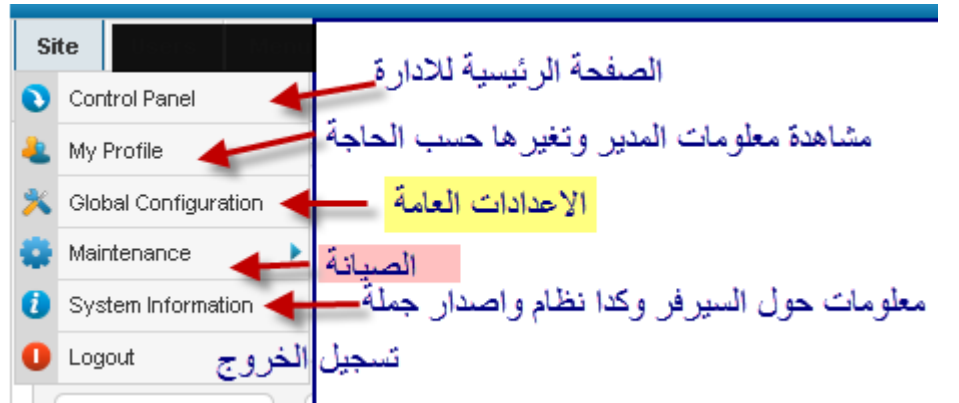 Site
Control Panel
الصفحة الرئيسية للادارة
My Profile
مشاهدة معلومات المدير وتغيرها حسب الحاجة
Global Configuration
الاعدادات العامة
Maintenance
الصيانة
System Information
معلومات حول السيرفر وكدا نظام واصدار جملة
Logout
تسجيل الخروج